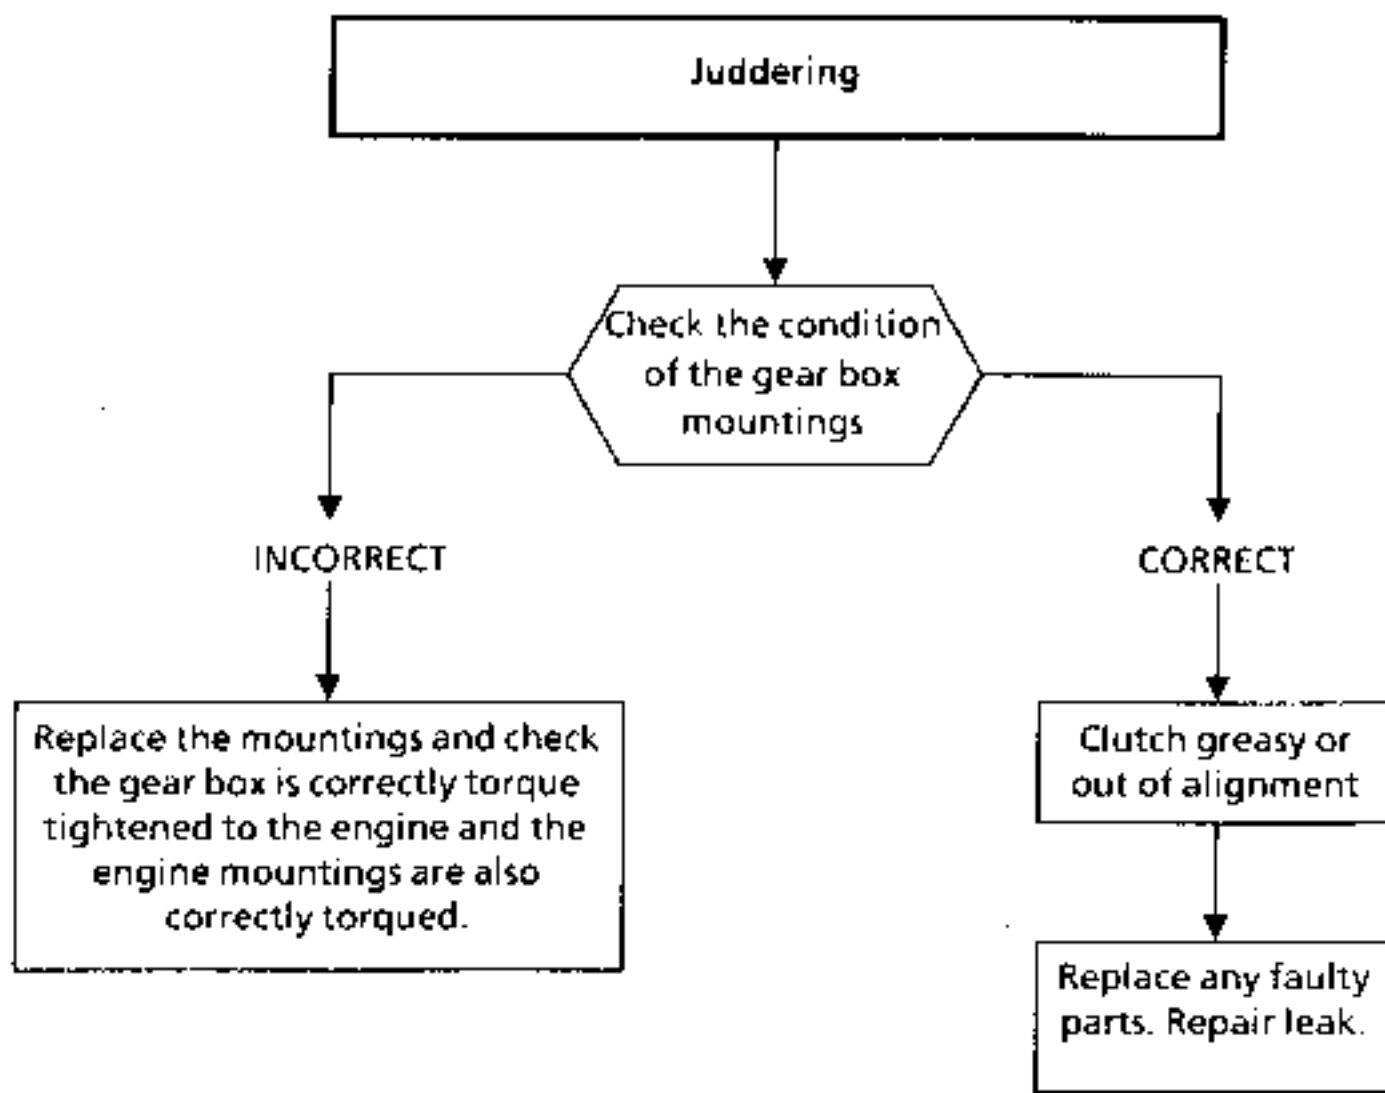 Juddering
Check the condition
of the gear box
mountings
INCORRECT
CORRECT
Replace the mountings and check
the gear box is correctly torque
tightened to the engine and the
engine mountings are also
correctly torqued.
Clutch greasy or
out of alignment
Replace any faulty
parts. Repair leak.